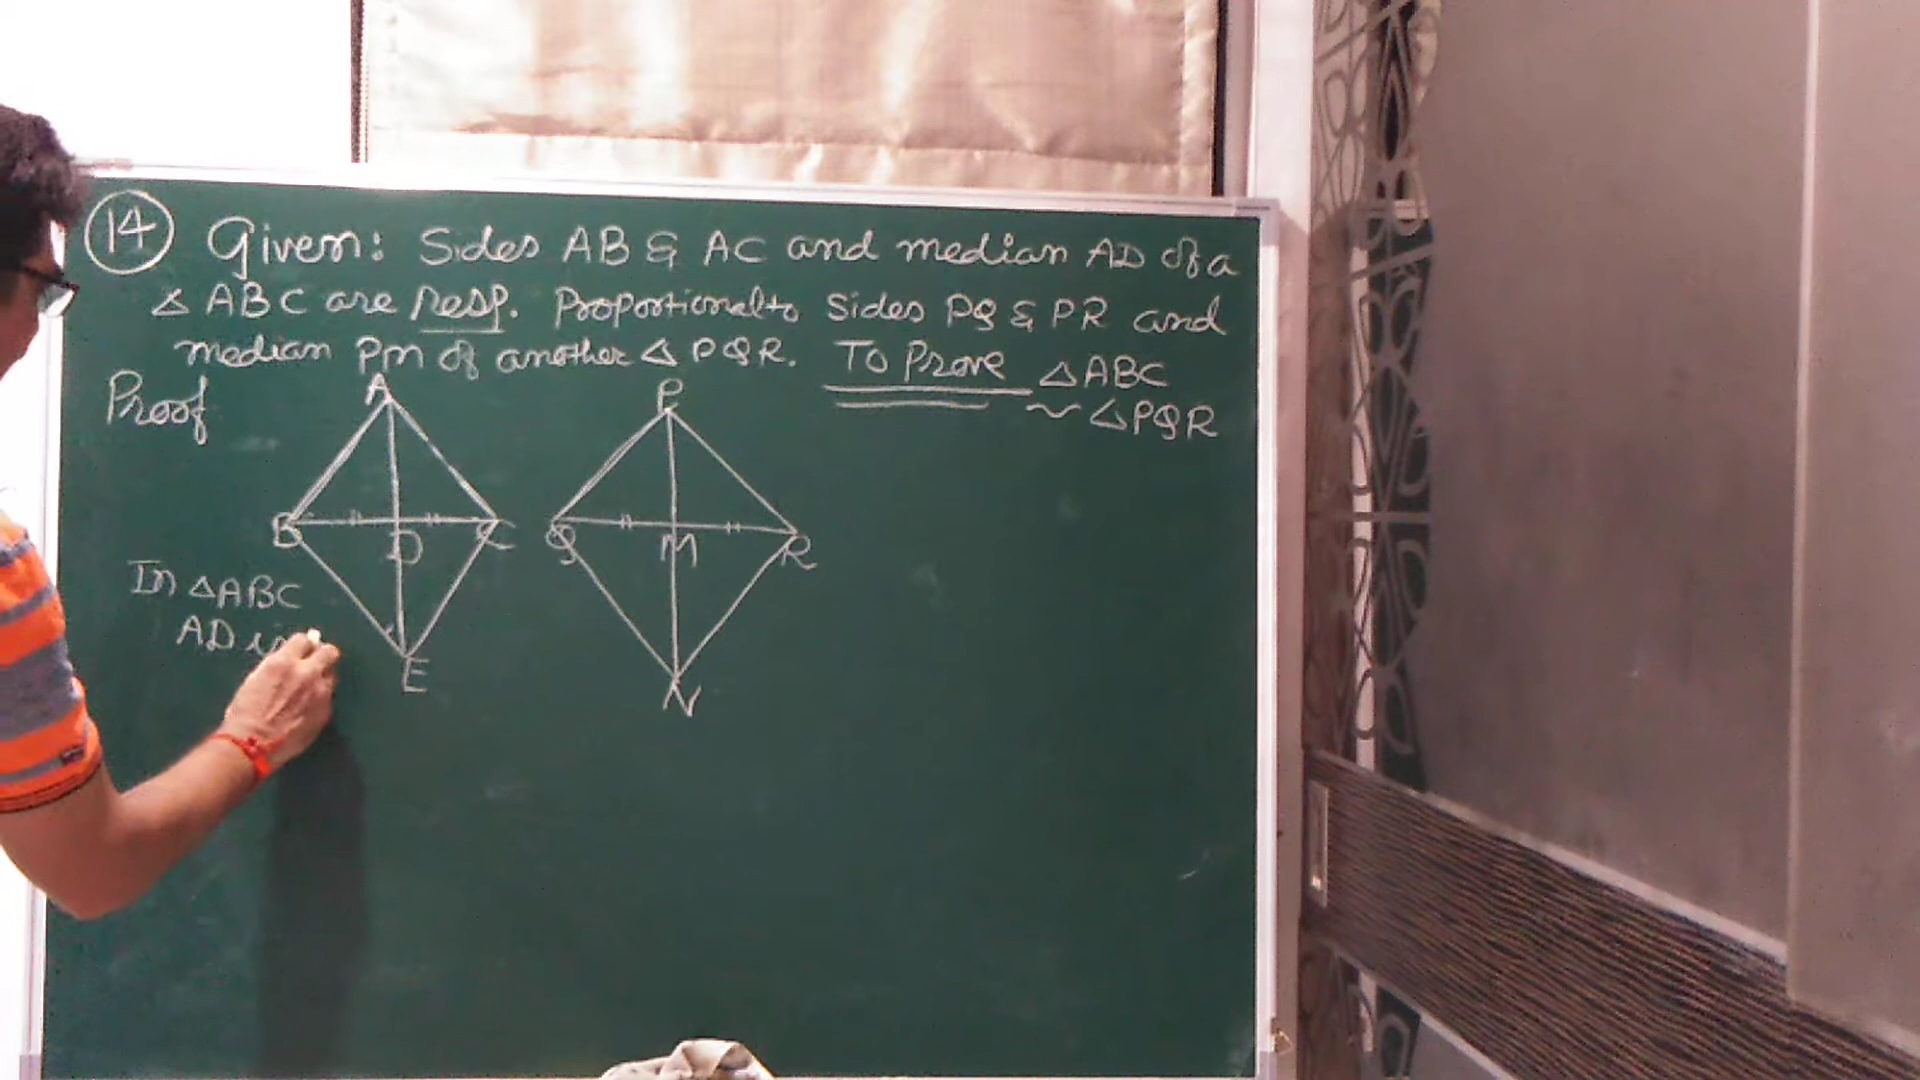 14 Given: Sides AB & AC and median AD of a
△ ABC are resp. Proportional to Sides PQ & PR and
median PM of another △ PQR. To Prove △ABC
~ △PQR
Proof
A P
B D C Q M R
In △ABC
AD
E N